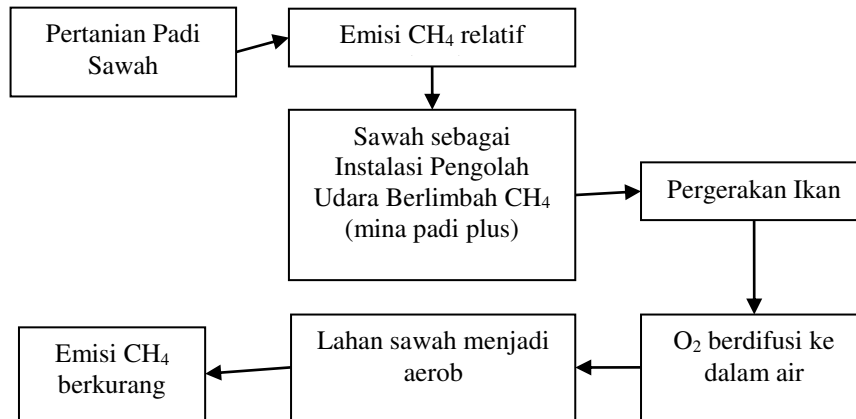 Pertanian Padi
Sawah
Emisi CH₄ relatif
Sawah sebagai
Instalasi Pengolah
Udara Berlimbah CH₄
(mina padi plus)
Pergerakan Ikan
O₂ berdifusi ke
dalam air
Lahan sawah menjadi
aerob
Emisi CH₄
berkurang